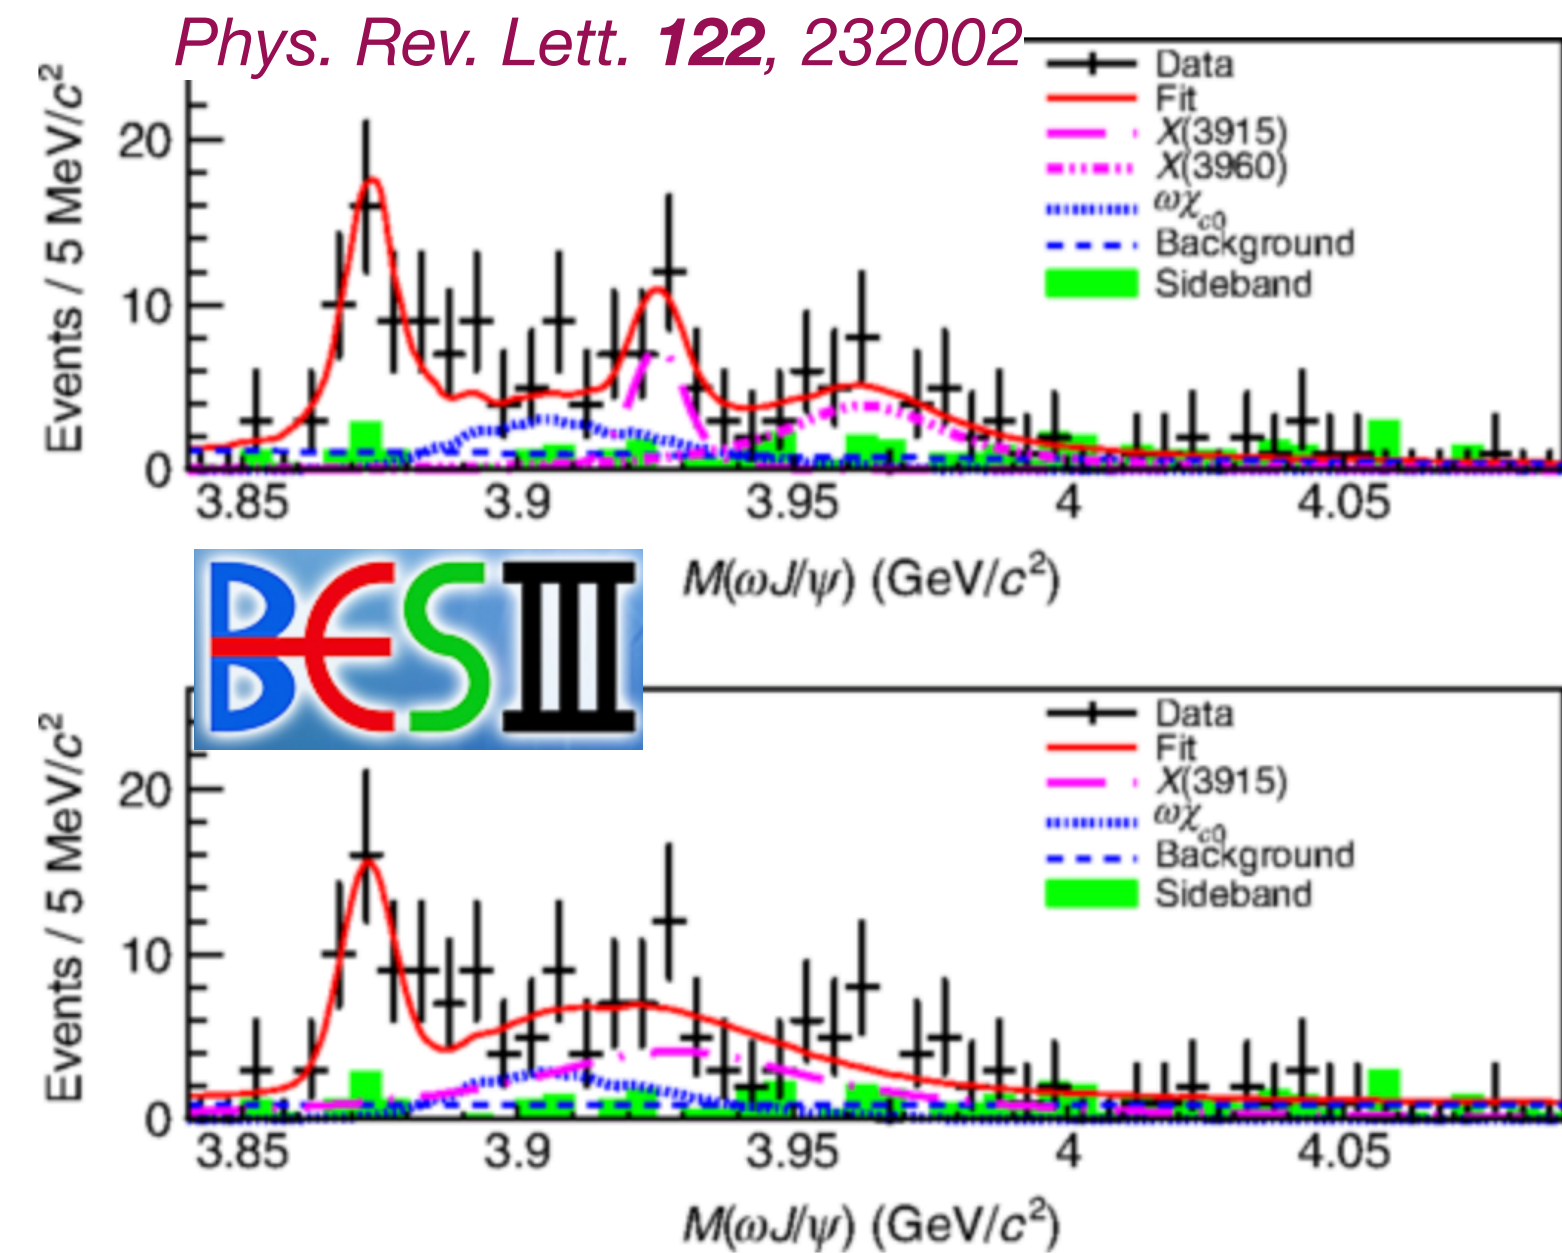 Phys. Rev. Lett. 122, 232002
Events / 5 MeV/c²
20
10
0
Data
Fit
X(3915)
X(3960)
ωχc0
Background
Sideband
3.85 3.9 3.95 4 4.05
M(ωJ/ψ) (GeV/c²)
BESIII
Events / 5 MeV/c²
20
10
0
Data
Fit
X(3915)
ωχc0
Background
Sideband
3.85 3.9 3.95 4 4.05
M(ωJ/ψ) (GeV/c²)